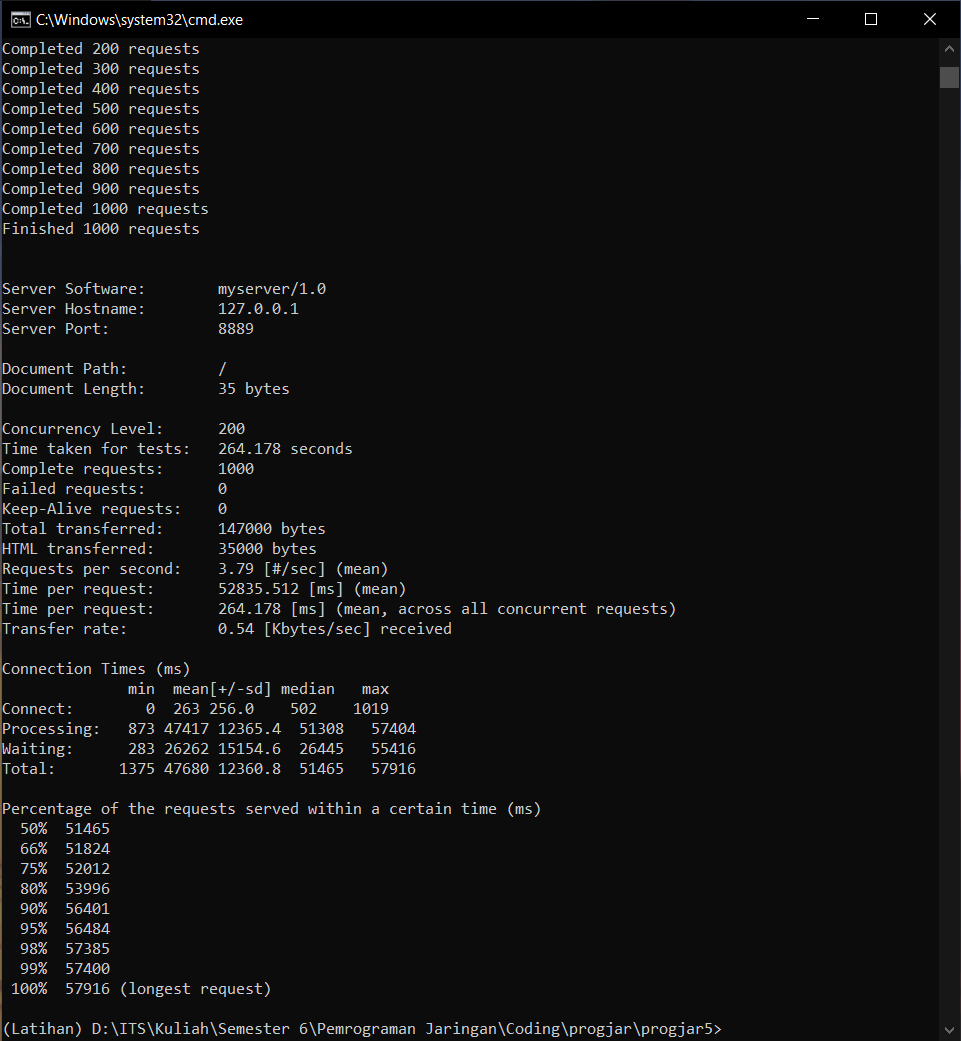 C:\Windows\system32\cmd.exe
Completed 200 requests
Completed 300 requests
Completed 400 requests
Completed 500 requests
Completed 600 requests
Completed 700 requests
Completed 800 requests
Completed 900 requests
Completed 1000 requests
Finished 1000 requests
Server Software:        myserver/1.0
Server Hostname:        127.0.0.1
Server Port:            8889
Document Path:          /
Document Length:        35 bytes
Concurrency Level:      200
Time taken for tests:   264.178 seconds
Complete requests:      1000
Failed requests:        0
Keep-Alive requests:    0
Total transferred:      147000 bytes
HTML transferred:       35000 bytes
Requests per second:    3.79 [#/sec] (mean)
Time per request:       52835.512 [ms] (mean)
Time per request:       264.178 [ms] (mean, across all concurrent requests)
Transfer rate:          0.54 [Kbytes/sec] received
Connection Times (ms)
              min  mean[+/-sd] median   max
Connect:        0  263 256.0    502    1019
Processing:   873 47417 12365.4  51308   57404
Waiting:      283 26262 15154.6  26445   55416
Total:       1375 47680 12360.8  51465   57916
Percentage of the requests served within a certain time (ms)
  50%  51465
  66%  51824
  75%  52012
  80%  53996
  90%  56401
  95%  56484
  98%  57385
  99%  57400
 100%  57916 (longest request)
(Latihan) D:\ITS\Kuliah\Semester 6\Pemrograman Jaringan\Coding\progjar\progjar5>